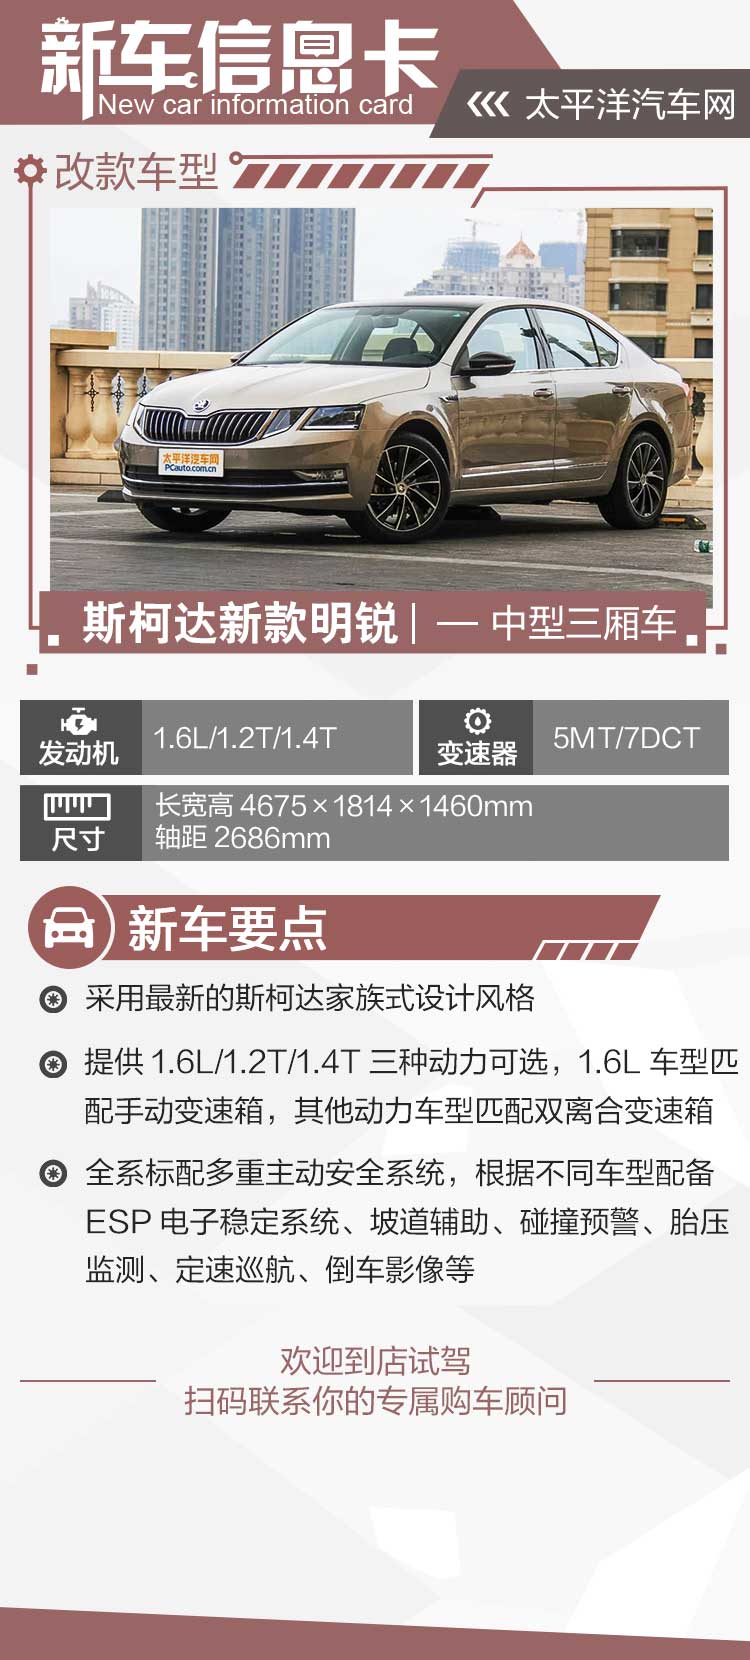 新车信息卡
New car information card
太平洋汽车网
改款车型
太平洋汽车网
PCauto.com.cn
斯柯达新款明锐 | — 中型三厢车
发动机 1.6L/1.2T/1.4T
变速器 5MT/7DCT
尺寸
长宽高 4675×1814×1460mm
轴距 2686mm
新车要点
采用最新的斯柯达家族式设计风格
提供 1.6L/1.2T/1.4T 三种动力可选，1.6L 车型匹
配手动变速箱，其他动力车型匹配双离合变速箱
全系标配多重主动安全系统，根据不同车型配备
ESP 电子稳定系统、坡道辅助、碰撞预警、胎压
监测、定速巡航、倒车影像等
欢迎到店试驾
扫码联系你的专属购车顾问